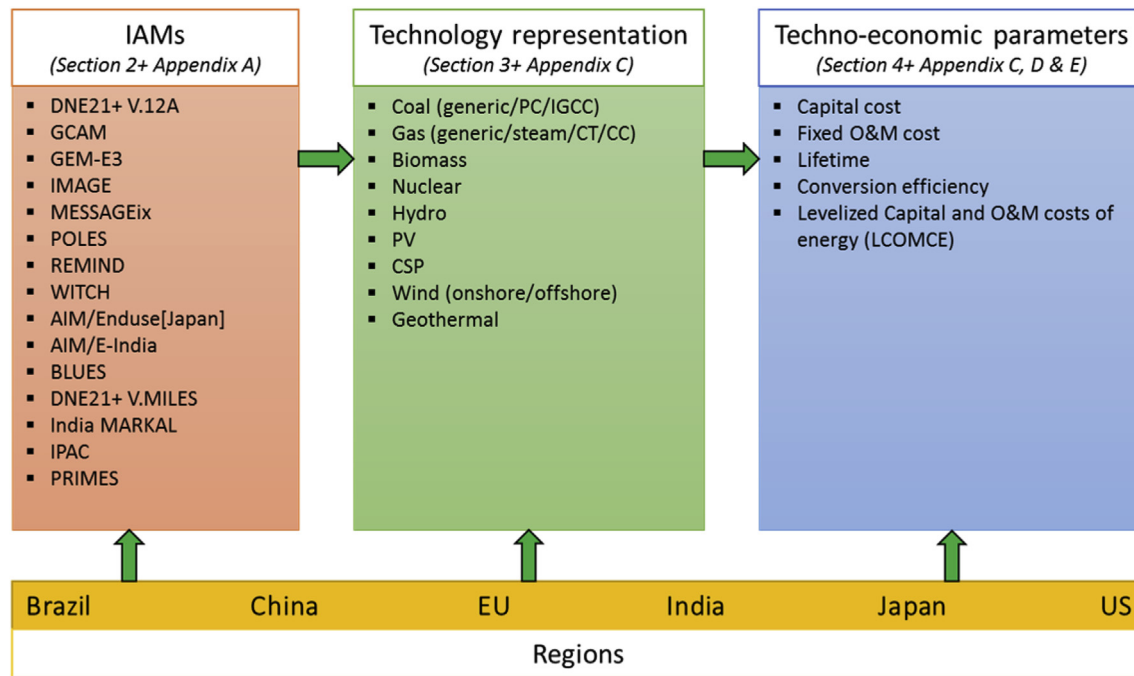 IAMs
(Section 2+ Appendix A)
▪ DNE21+ V.12A
▪ GCAM
▪ GEM-E3
▪ IMAGE
▪ MESSAGEix
▪ POLES
▪ REMIND
▪ WITCH
▪ AIM/Enduse[Japan]
▪ AIM/E-India
▪ BLUES
▪ DNE21+ V.MILES
▪ India MARKAL
▪ IPAC
▪ PRIMES
Technology representation
(Section 3+ Appendix C)
▪ Coal (generic/PC/IGCC)
▪ Gas (generic/steam/CT/CC)
▪ Biomass
▪ Nuclear
▪ Hydro
▪ PV
▪ CSP
▪ Wind (onshore/offshore)
▪ Geothermal
Techno-economic parameters
(Section 4+ Appendix C, D & E)
▪ Capital cost
▪ Fixed O&M cost
▪ Lifetime
▪ Conversion efficiency
▪ Levelized Capital and O&M costs of
energy (LCOMCE)
Brazil China EU India Japan US
Regions